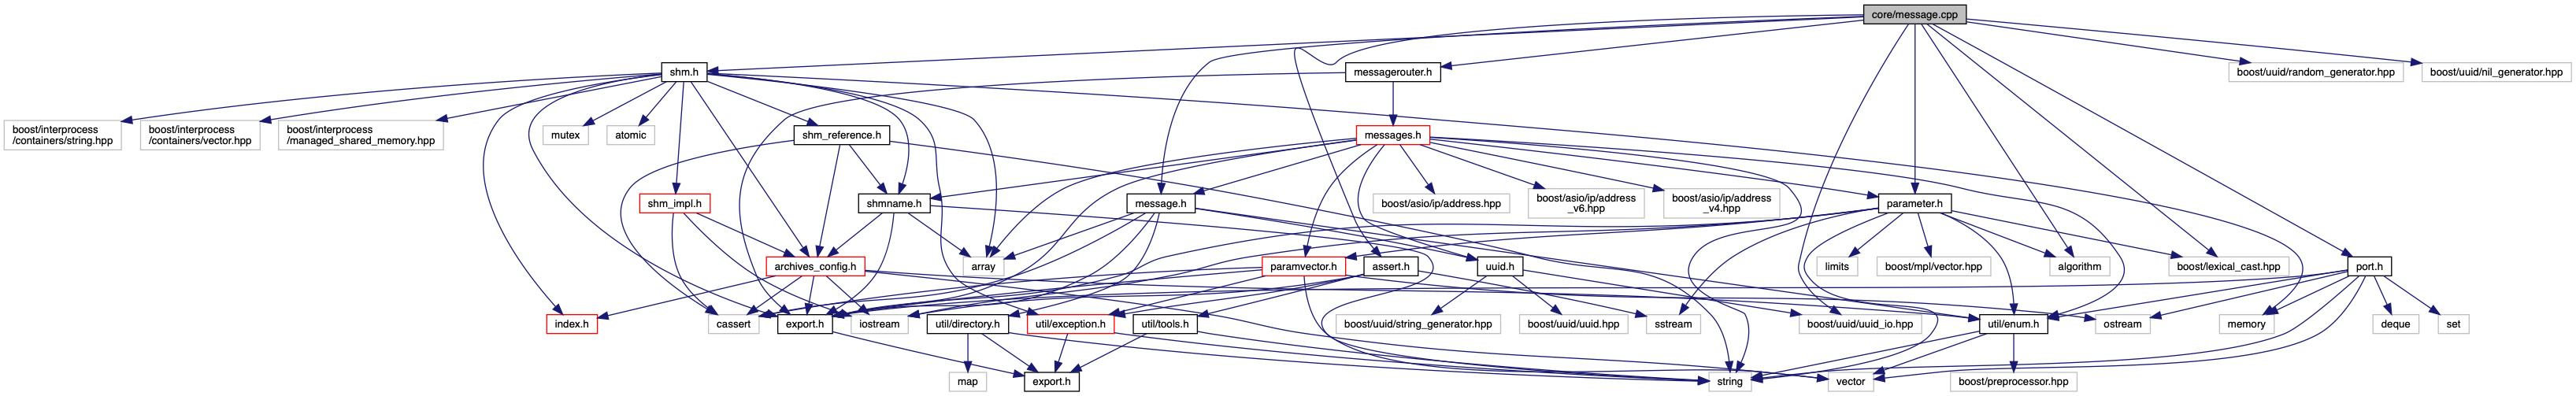 core/message.cpp
shm.h
messagerouter.h
boost/uuid/random_generator.hpp
boost/uuid/nil_generator.hpp
boost/interprocess
/containers/string.hpp
boost/interprocess
/containers/vector.hpp
boost/interprocess
/managed_shared_memory.hpp
mutex
atomic
shm_reference.h
messages.h
shm_impl.h
shmname.h
message.h
boost/asio/ip/address.hpp
boost/asio/ip/address
_v6.hpp
boost/asio/ip/address
_v4.hpp
parameter.h
archives_config.h
array
paramvector.h
assert.h
uuid.h
limits
boost/mpl/vector.hpp
algorithm
boost/lexical_cast.hpp
port.h
index.h
cassert
export.h
iostream
util/directory.h
util/exception.h
util/tools.h
boost/uuid/string_generator.hpp
boost/uuid/uuid.hpp
sstream
boost/uuid/uuid_io.hpp
util/enum.h
ostream
memory
deque
set
map
export.h
string
vector
boost/preprocessor.hpp